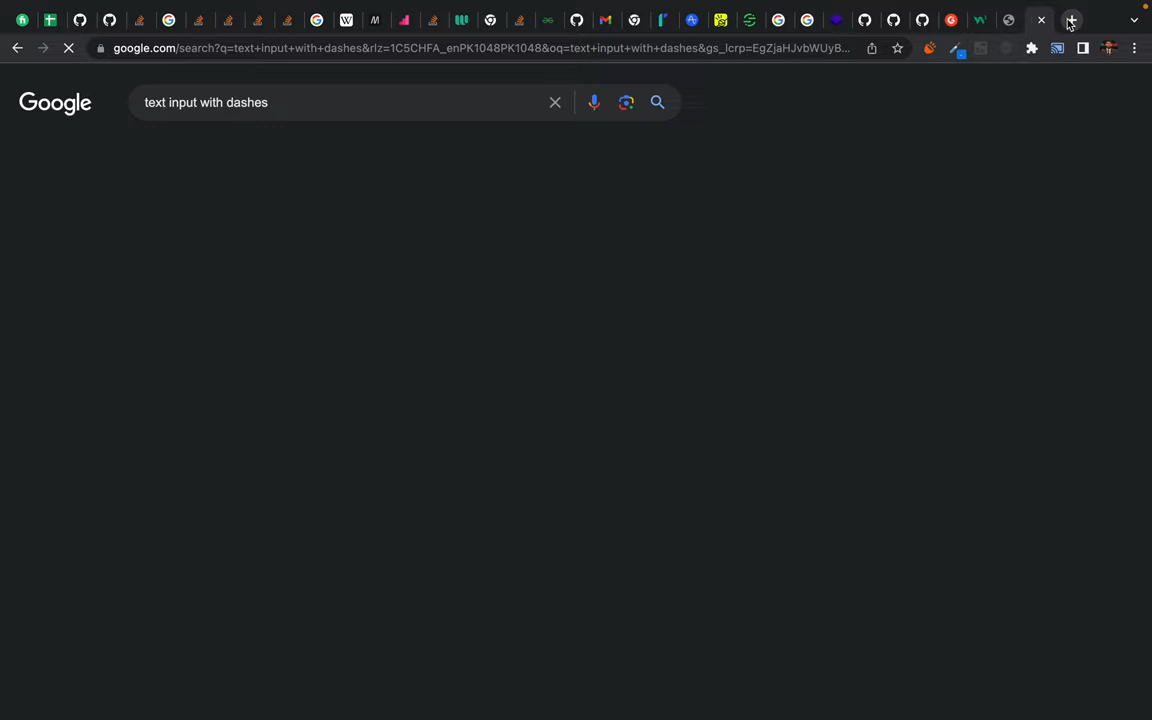 google.com/search?q=text+input+with+dashes&rlz=1C5CHFA_enPK1048PK1048&oq=text+input+with+dashes&gs_lcrp=EgZjaHJvbWUyB...
Google
text input with dashes